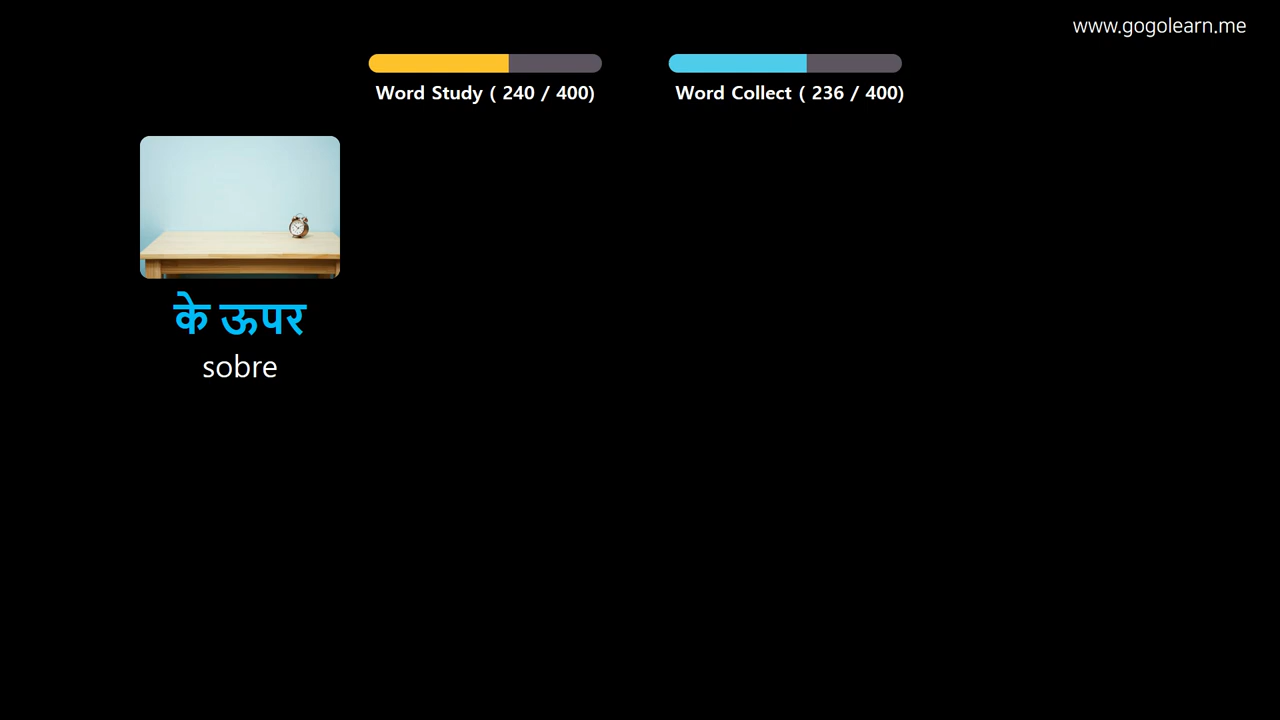 www.gogolearn.me
Word Study ( 240 / 400)
Word Collect ( 236 / 400)
के ऊपर
sobre